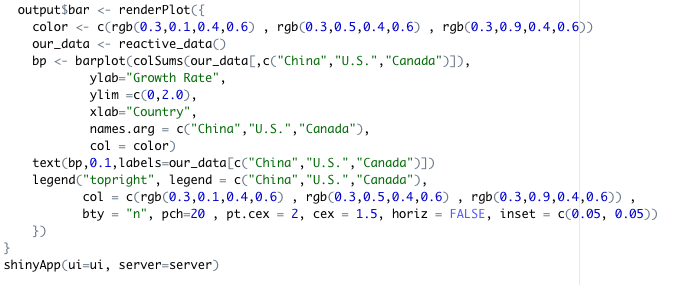 output$bar <- renderPlot({
color <- c(rgb(0.3,0.1,0.4,0.6) , rgb(0.3,0.5,0.4,0.6) , rgb(0.3,0.9,0.4,0.6))
our_data <- reactive_data()
bp <- barplot(colSums(our_data[,c("China","U.S.","Canada")]),
ylab="Growth Rate",
ylim =c(0,2.0),
xlab="Country",
names.arg = c("China","U.S.","Canada"),
col = color)
text(bp,0.1,labels=our_data[c("China","U.S.","Canada")])
legend("topright", legend = c("China","U.S.","Canada"),
col = c(rgb(0.3,0.1,0.4,0.6) , rgb(0.3,0.5,0.4,0.6) , rgb(0.3,0.9,0.4,0.6)) ,
bty = "n", pch=20 , pt.cex = 2, cex = 1.5, horiz = FALSE, inset = c(0.05, 0.05))
})
}
shinyApp(ui=ui, server=server)